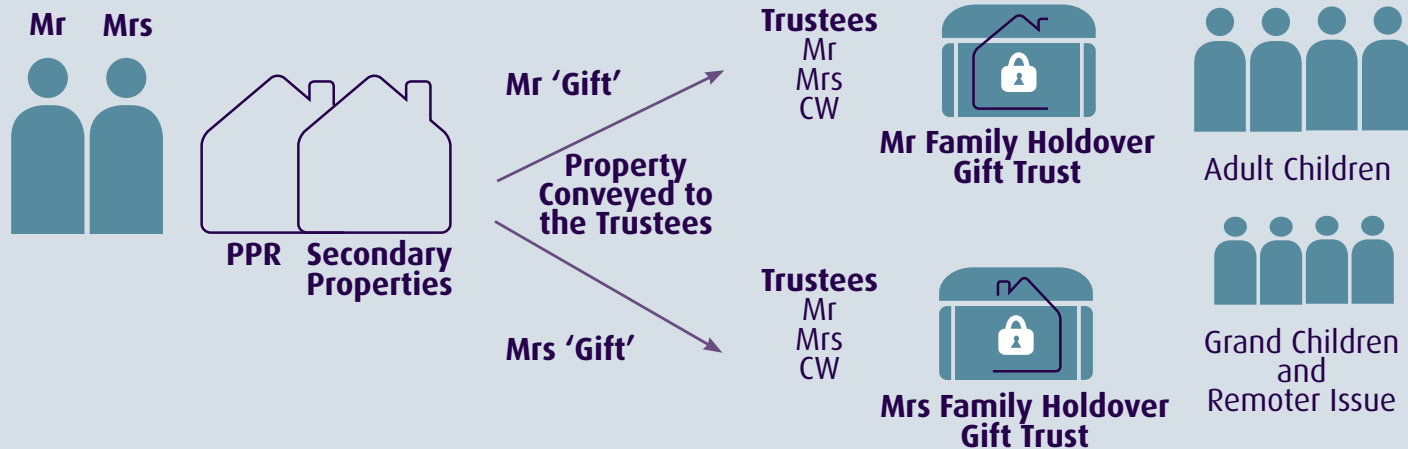 Mr Mrs
PPR Secondary
Properties
Mr ‘Gift’
Property
Conveyed to
the Trustees
Mrs ‘Gift’
Trustees
Mr
Mrs
CW
Mr Family Holdover
Gift Trust
Trustees
Mr
Mrs
CW
Mrs Family Holdover
Gift Trust
Adult Children
Grand Children
and
Remoter Issue